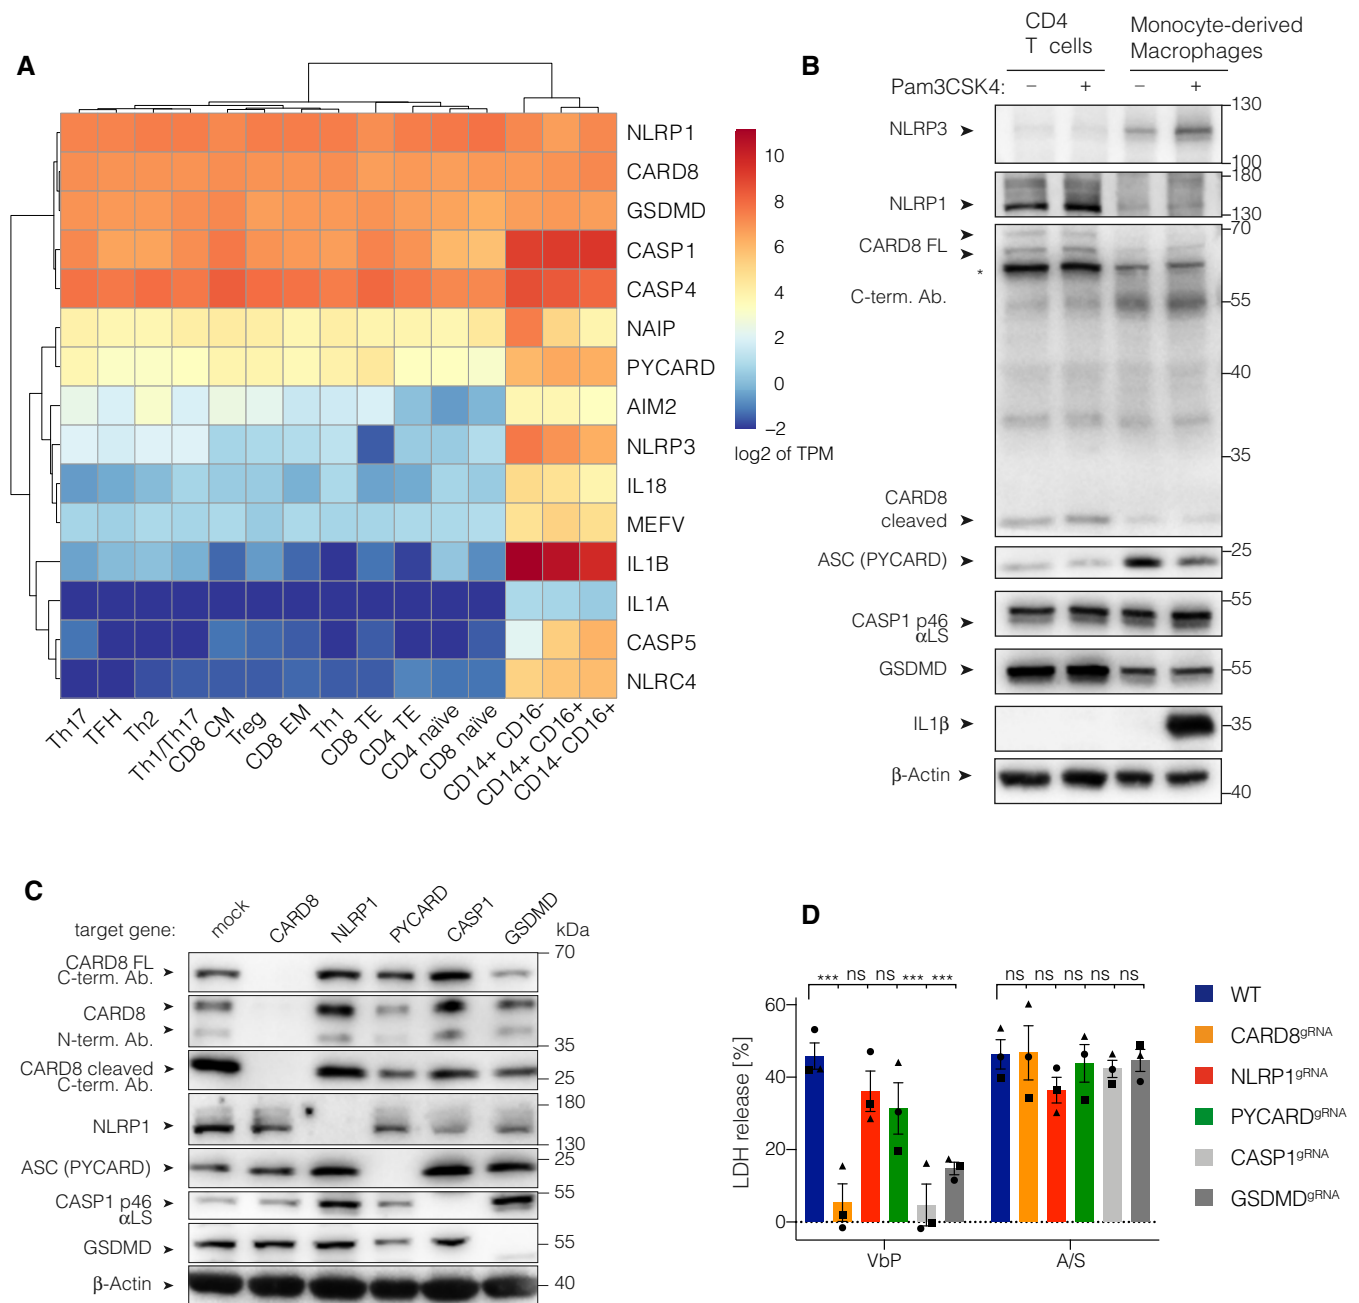 A
NLRP1
CARD8
GSDMD
CASP1
CASP4
NAIP
PYCARD
AIM2
NLRP3
IL18
MEFV
IL1B
IL1A
CASP5
NLRC4
Th17
TFH
Th2
Th1/Th17
CD8 CM
Treg
CD8 EM
Th1
CD8 TE
CD4 TE
CD4 naïve
CD8 naïve
CD14+ CD16-
CD14+ CD16+
CD14- CD16+
10
8
6
4
2
0
−2
log2 of TPM
B
CD4
T cells
Monocyte-derived
Macrophages
Pam3CSK4:
− + − +
NLRP3
130
100
NLRP1
180
130
CARD8 FL
*
C-term. Ab.
CARD8
cleaved
70
55
40
35
ASC (PYCARD)
25
CASP1 p46
αLS
55
GSDMD
55
IL1β
35
β-Actin
40
C
target gene:
mock
CARD8
NLRP1
PYCARD
CASP1
GSDMD
kDa
CARD8 FL
C-term. Ab.
70
CARD8
N-term. Ab.
35
CARD8 cleaved
C-term. Ab.
25
NLRP1
180
130
ASC (PYCARD)
25
CASP1 p46
αLS
55
GSDMD
55
β-Actin
40
D
LDH release [%]
60
40
20
0
*** ns ns *** ***
ns ns ns ns ns
VbP
A/S
WT
CARD8gRNA
NLRP1gRNA
PYCARDgRNA
CASP1gRNA
GSDMDgRNA